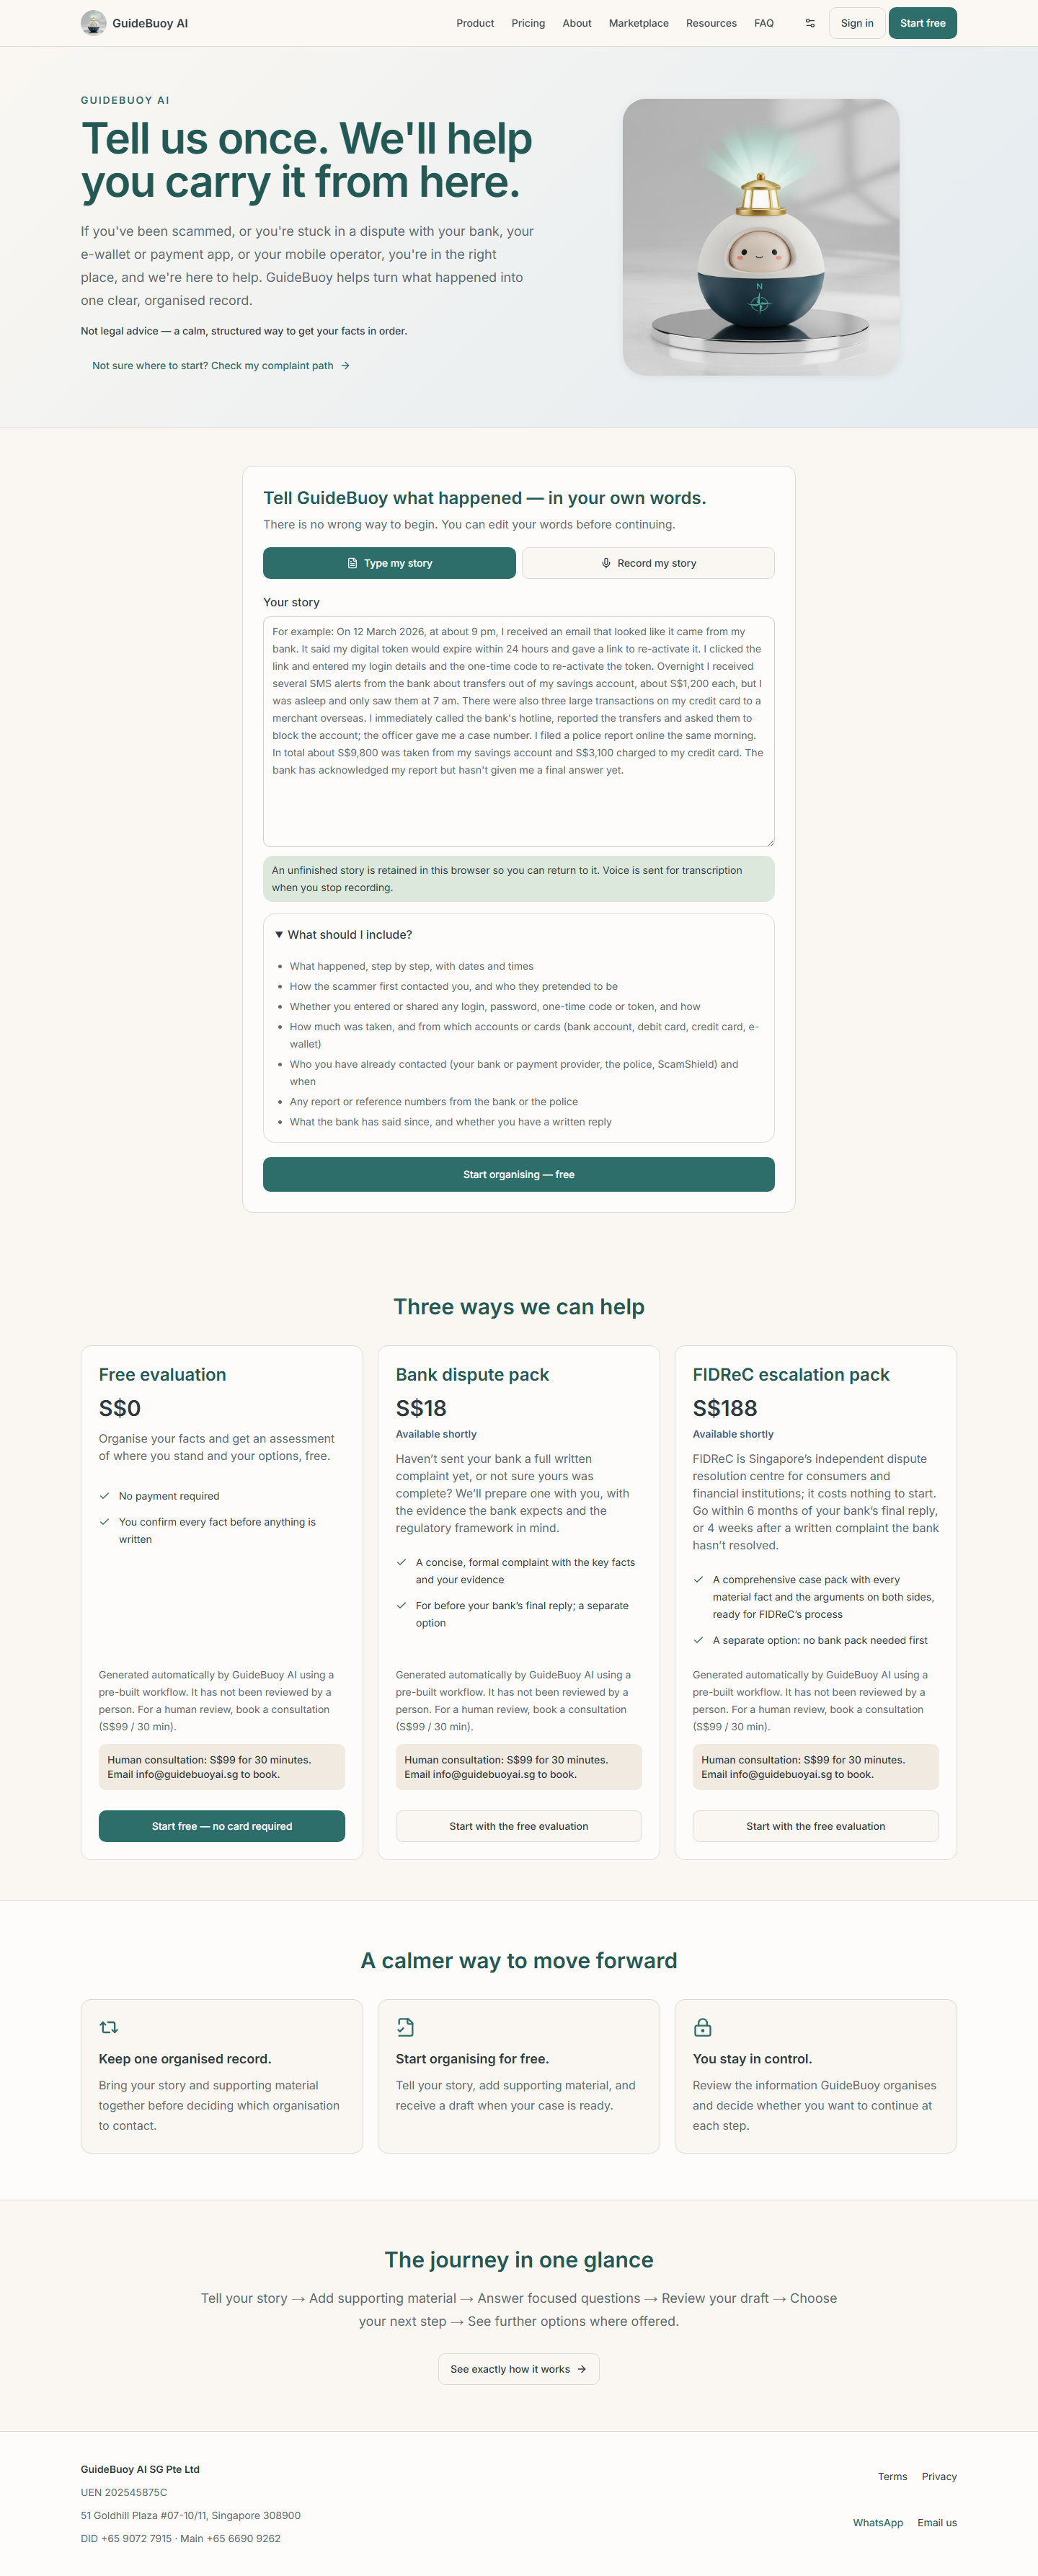 GuideBuoy AI
Product Pricing About Marketplace Resources FAQ Sign in Start free
GUIDEBUOY AI
Tell us once. We'll help
you carry it from here.
If you've been scammed, or you're stuck in a dispute with your bank, your
e-wallet or payment app, or your mobile operator, you're in the right
place, and we're here to help. GuideBuoy helps turn what happened into
one clear, organised record.
Not legal advice — a calm, structured way to get your facts in order.
Not sure where to start? Check my complaint path →
N
Tell GuideBuoy what happened — in your own words.
There is no wrong way to begin. You can edit your words before continuing.
Type my story
Record my story
Your story
For example: On 12 March 2026, at about 9 pm, I received an email that looked like it came from my
bank. It said my digital token would expire within 24 hours and gave a link to re-activate it. I clicked the
link and entered my login details and the one-time code to re-activate the token. Overnight I received
several SMS alerts from the bank about transfers out of my savings account, about S$1,200 each, but I
was asleep and only saw them at 7 am. There were also three large transactions on my credit card to a
merchant overseas. I immediately called the bank's hotline, reported the transfers and asked them to
block the account; the officer gave me a case number. I filed a police report online the same morning.
In total about S$9,800 was taken from my savings account and S$3,100 charged to my credit card. The
bank has acknowledged my report but hasn't given me a final answer yet.
An unfinished story is retained in this browser so you can return to it. Voice is sent for transcription
when you stop recording.
▼ What should I include?
• What happened, step by step, with dates and times
• How the scammer first contacted you, and who they pretended to be
• Whether you entered or shared any login, password, one-time code or token, and how
• How much was taken, and from which accounts or cards (bank account, debit card, credit card, e-
wallet)
• Who you have already contacted (your bank or payment provider, the police, ScamShield) and
when
• Any report or reference numbers from the bank or the police
• What the bank has said since, and whether you have a written reply
Start organising — free
Three ways we can help
Free evaluation
S$0
Organise your facts and get an assessment
of where you stand and your options, free.
No payment required
You confirm every fact before anything is
written
Generated automatically by GuideBuoy AI using a
pre-built workflow. It has not been reviewed by a
person. For a human review, book a consultation
(S$99 / 30 min).
Human consultation: S$99 for 30 minutes.
Email info@guidebuoyai.sg to book.
Start free — no card required
Bank dispute pack
S$18
Available shortly
Haven’t sent your bank a full written
complaint yet, or not sure yours was
complete? We’ll prepare one with you, with
the evidence the bank expects and the
regulatory framework in mind.
A concise, formal complaint with the key facts
and your evidence
For before your bank’s final reply; a separate
option
Generated automatically by GuideBuoy AI using a
pre-built workflow. It has not been reviewed by a
person. For a human review, book a consultation
(S$99 / 30 min).
Human consultation: S$99 for 30 minutes.
Email info@guidebuoyai.sg to book.
Start with the free evaluation
FIDReC escalation pack
S$188
Available shortly
FIDReC is Singapore’s independent dispute
resolution centre for consumers and
financial institutions; it costs nothing to start.
Go within 6 months of your bank’s final reply,
or 4 weeks after a written complaint the bank
hasn’t resolved.
A comprehensive case pack with every
material fact and the arguments on both sides,
ready for FIDReC’s process
A separate option: no bank pack needed first
Generated automatically by GuideBuoy AI using a
pre-built workflow. It has not been reviewed by a
person. For a human review, book a consultation
(S$99 / 30 min).
Human consultation: S$99 for 30 minutes.
Email info@guidebuoyai.sg to book.
Start with the free evaluation
A calmer way to move forward
Keep one organised record.
Bring your story and supporting material
together before deciding which organisation
to contact.
Start organising for free.
Tell your story, add supporting material, and
receive a draft when your case is ready.
You stay in control.
Review the information GuideBuoy organises
and decide whether you want to continue at
each step.
The journey in one glance
Tell your story → Add supporting material → Answer focused questions → Review your draft → Choose
your next step → See further options where offered.
See exactly how it works →
GuideBuoy AI SG Pte Ltd
UEN 202545875C
51 Goldhill Plaza #07-10/11, Singapore 308900
DID +65 9072 7915 · Main +65 6690 9262
Terms Privacy
WhatsApp Email us